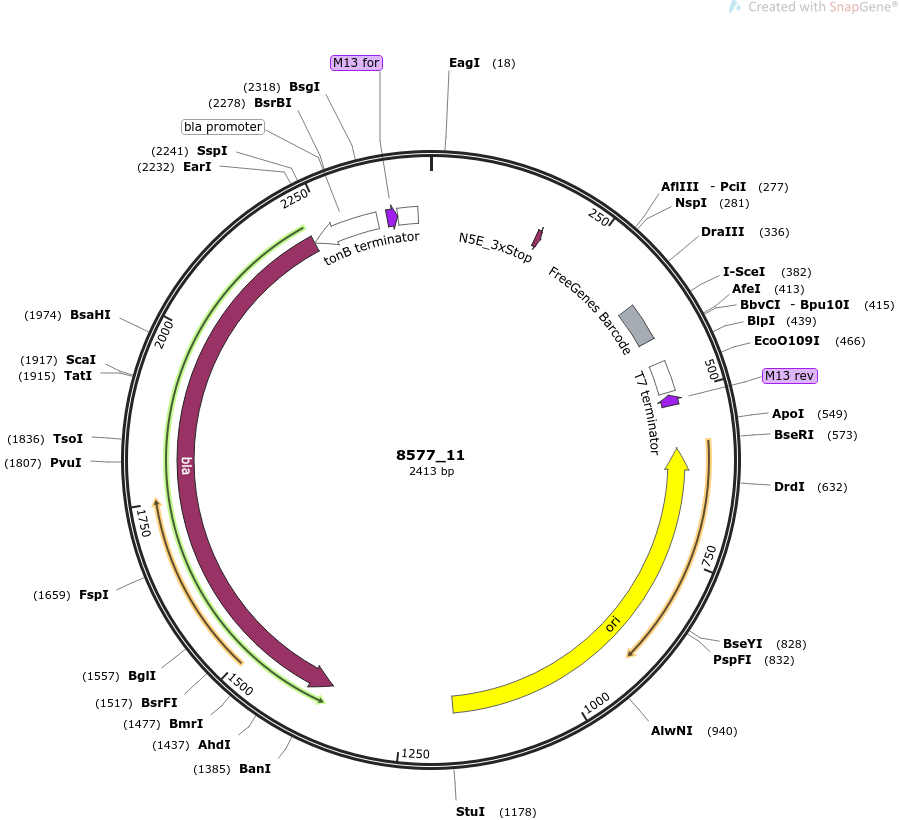 Created with SnapGene®
M13 for
EagI (18)
(2318) BsgI
(2278) BsrBI
bla promoter
(2241) SspI
(2232) EarI
2250
250
AflIII - PciI (277)
NspI (281)
DraIII (336)
tonB terminator
N5E_3xStop
FreeGenes Barcode
I-SceI (382)
AfeI (413)
BbvCI - Bpu10I (415)
BlpI (439)
EcoO109I (466)
(1974) BsaHI
2000
(1917) ScaI
(1915) TatI
500
T7 terminator
M13 rev
ApoI (549)
BseRI (573)
(1836) TsoI
(1807) PvuI
bla
8577_11
2413 bp
DrdI (632)
1750
750
(1659) FspI
ori
BseYI (828)
PspFI (832)
(1557) BglI
1500
(1517) BsrFI
(1477) BmrI
(1437) AhdI
(1385) BanI
1000
AlwNI (940)
1250
StuI (1178)